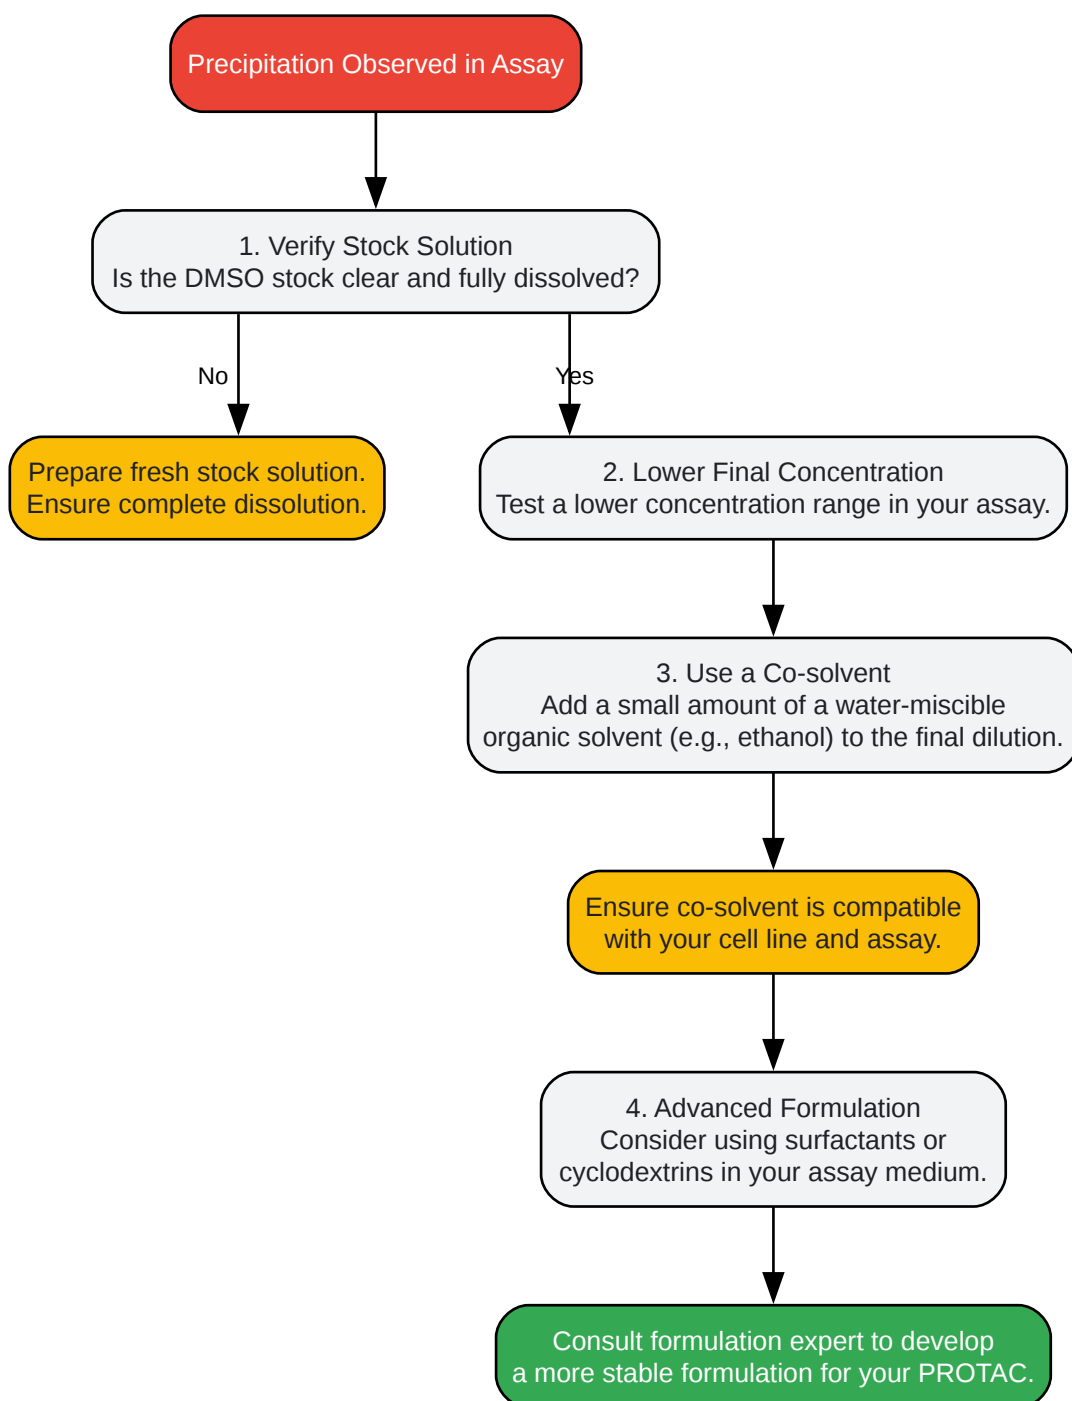 Precipitation Observed in Assay
1. Verify Stock Solution
Is the DMSO stock clear and fully dissolved?
No
Yes
Prepare fresh stock solution.
Ensure complete dissolution.
2. Lower Final Concentration
Test a lower concentration range in your assay.
3. Use a Co-solvent
Add a small amount of a water-miscible
organic solvent (e.g., ethanol) to the final dilution.
Ensure co-solvent is compatible
with your cell line and assay.
4. Advanced Formulation
Consider using surfactants or
cyclodextrins in your assay medium.
Consult formulation expert to develop
a more stable formulation for your PROTAC.